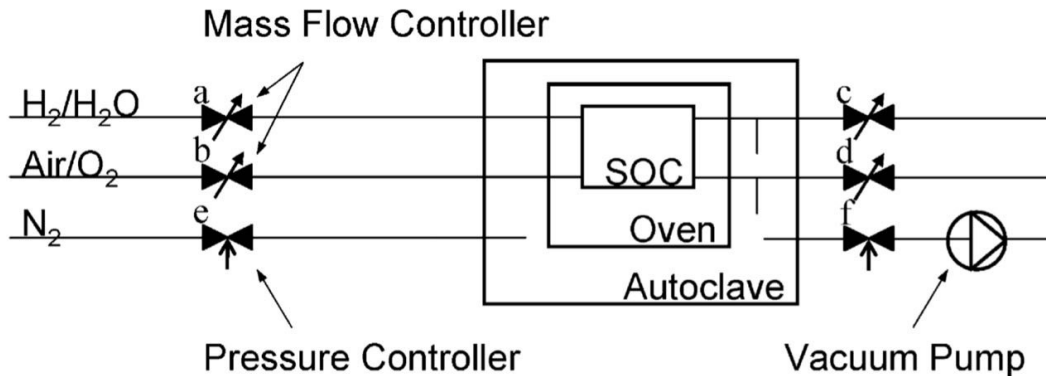 Mass Flow Controller
H₂/H₂O a c
Air/O₂ b d
SOC
N₂ e f
Oven
Autoclave
Pressure Controller Vacuum Pump